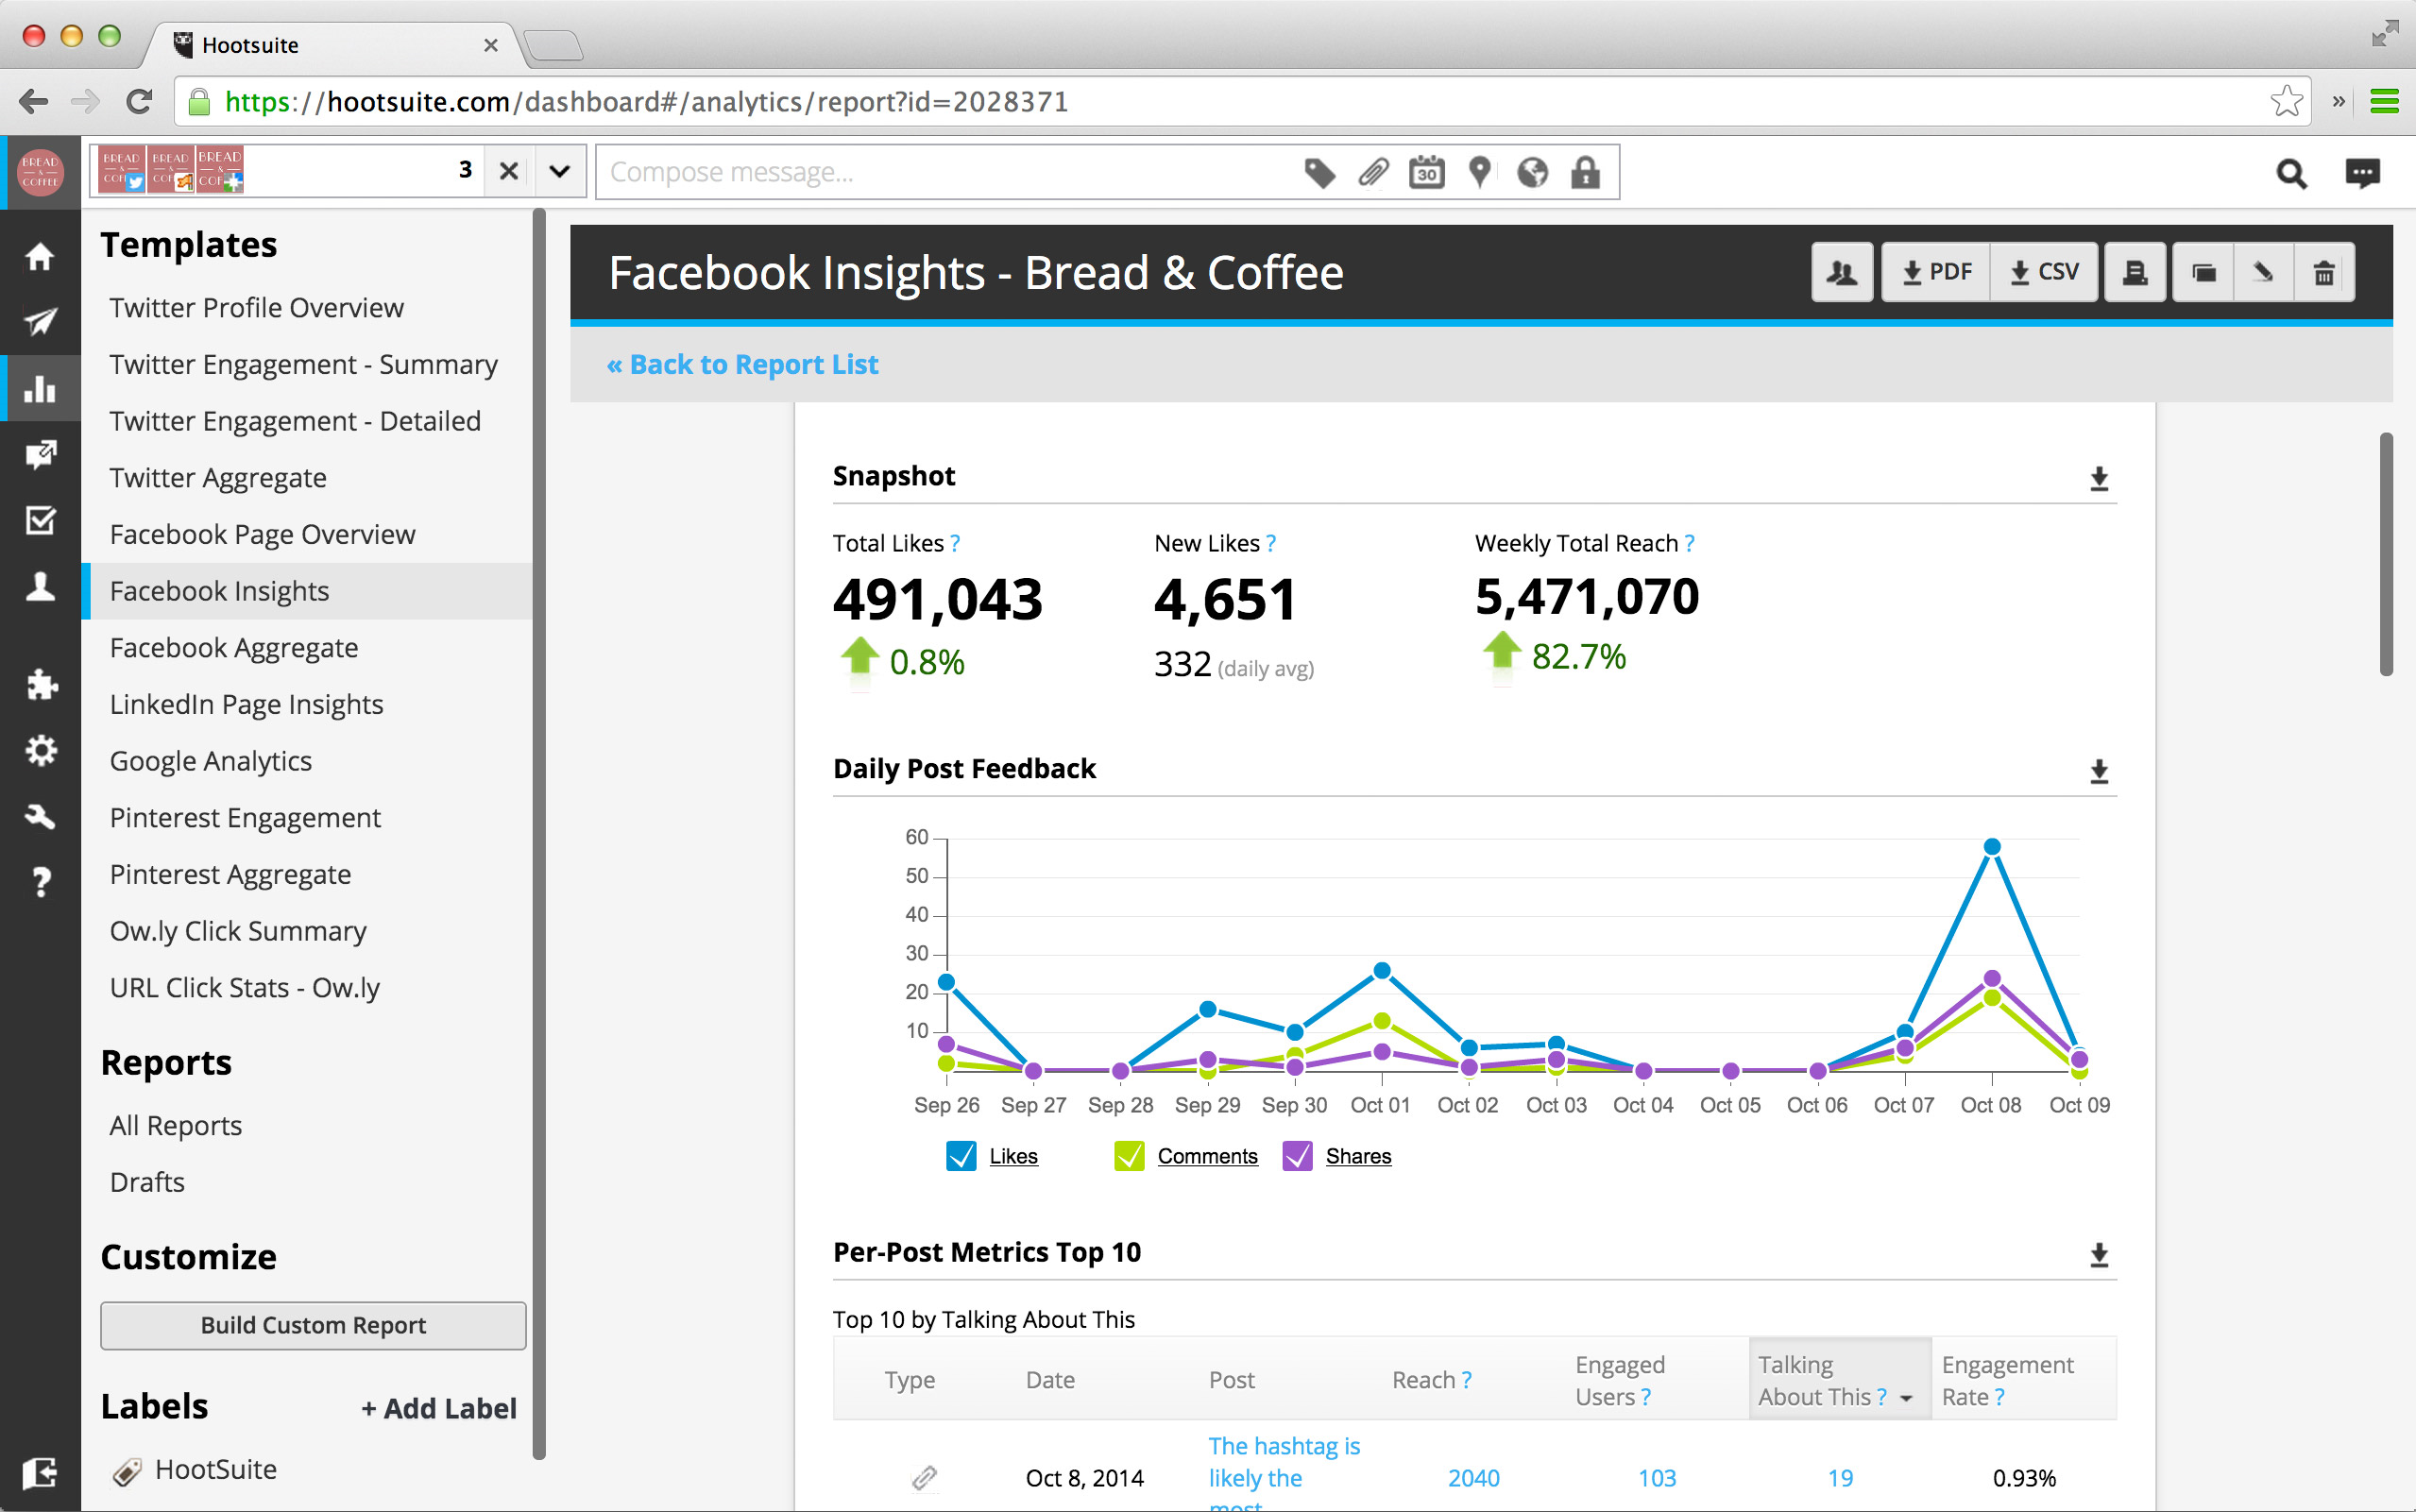 Hootsuite
https://hootsuite.com/dashboard#/analytics/report?id=2028371
BREAD
&
COFFEE
BREAD
BREAD
BREAD
3
Compose message...
30
Templates
Twitter Profile Overview
Twitter Engagement - Summary
Twitter Engagement - Detailed
Twitter Aggregate
Facebook Page Overview
Facebook Insights
Facebook Aggregate
LinkedIn Page Insights
Google Analytics
Pinterest Engagement
Pinterest Aggregate
Ow.ly Click Summary
URL Click Stats - Ow.ly
Reports
All Reports
Drafts
Customize
Build Custom Report
Labels
+ Add Label
HootSuite
Facebook Insights - Bread & Coffee
PDF
CSV
« Back to Report List
Snapshot
Total Likes ? New Likes ? Weekly Total Reach ?
491,043 4,651 5,471,070
0.8% 332 (daily avg) 82.7%
Daily Post Feedback
60
50
40
30
20
10
Sep 26 Sep 27 Sep 28 Sep 29 Sep 30 Oct 01 Oct 02 Oct 03 Oct 04 Oct 05 Oct 06 Oct 07 Oct 08 Oct 09
Likes Comments Shares
Per-Post Metrics Top 10
Top 10 by Talking About This
Type Date Post Reach ? Engaged Users ? Talking About This ? Engagement Rate ?
Oct 8, 2014
The hashtag is
likely the
most
2040 103 19 0.93%